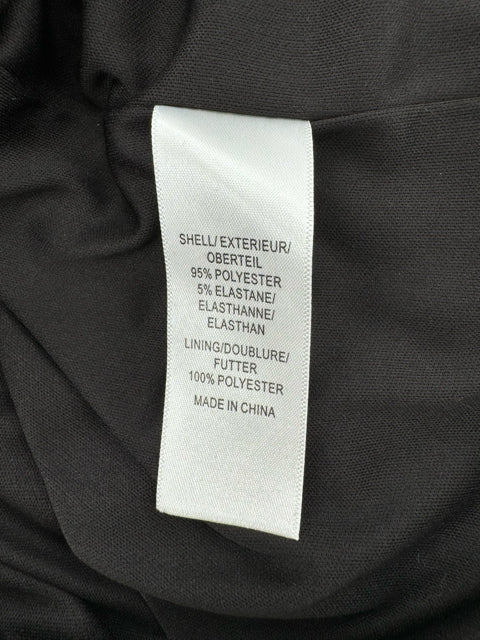 SHELL/ EXTERIEUR/
OBERTEIL
95% POLYESTER
5% ELASTANE/
ELASTHANNE/
ELASTHAN
LINING/DOUBLURE/
FUTTER
100% POLYESTER
MADE IN CHINA